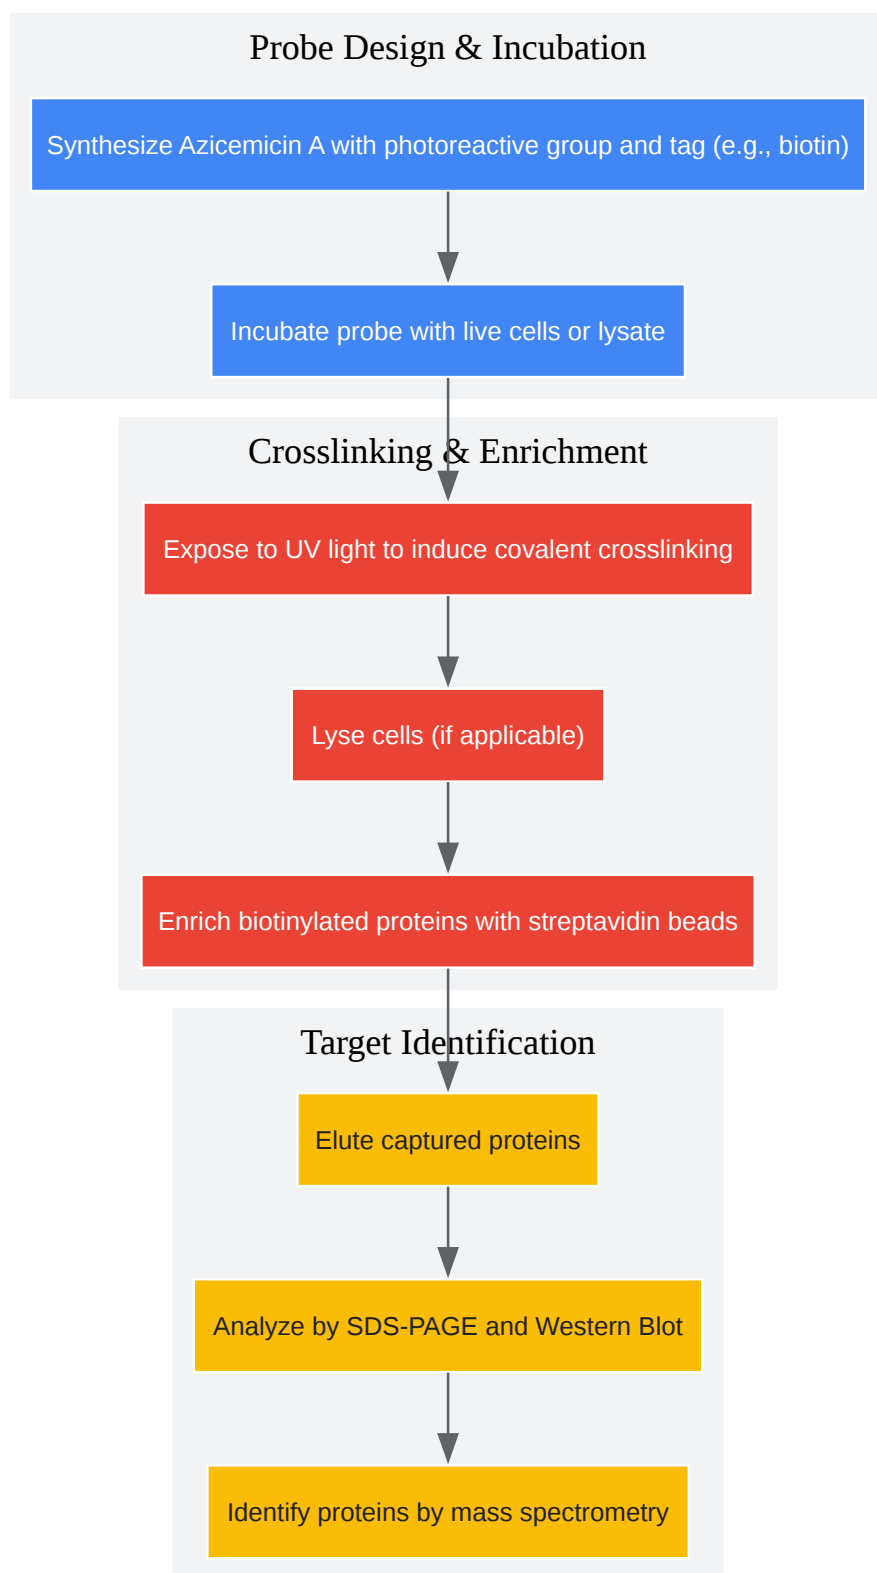 Probe Design & Incubation
Synthesize Azicemicin A with photoreactive group and tag (e.g., biotin)
Incubate probe with live cells or lysate
Crosslinking & Enrichment
Expose to UV light to induce covalent crosslinking
Lyse cells (if applicable)
Enrich biotinylated proteins with streptavidin beads
Target Identification
Elute captured proteins
Analyze by SDS-PAGE and Western Blot
Identify proteins by mass spectrometry